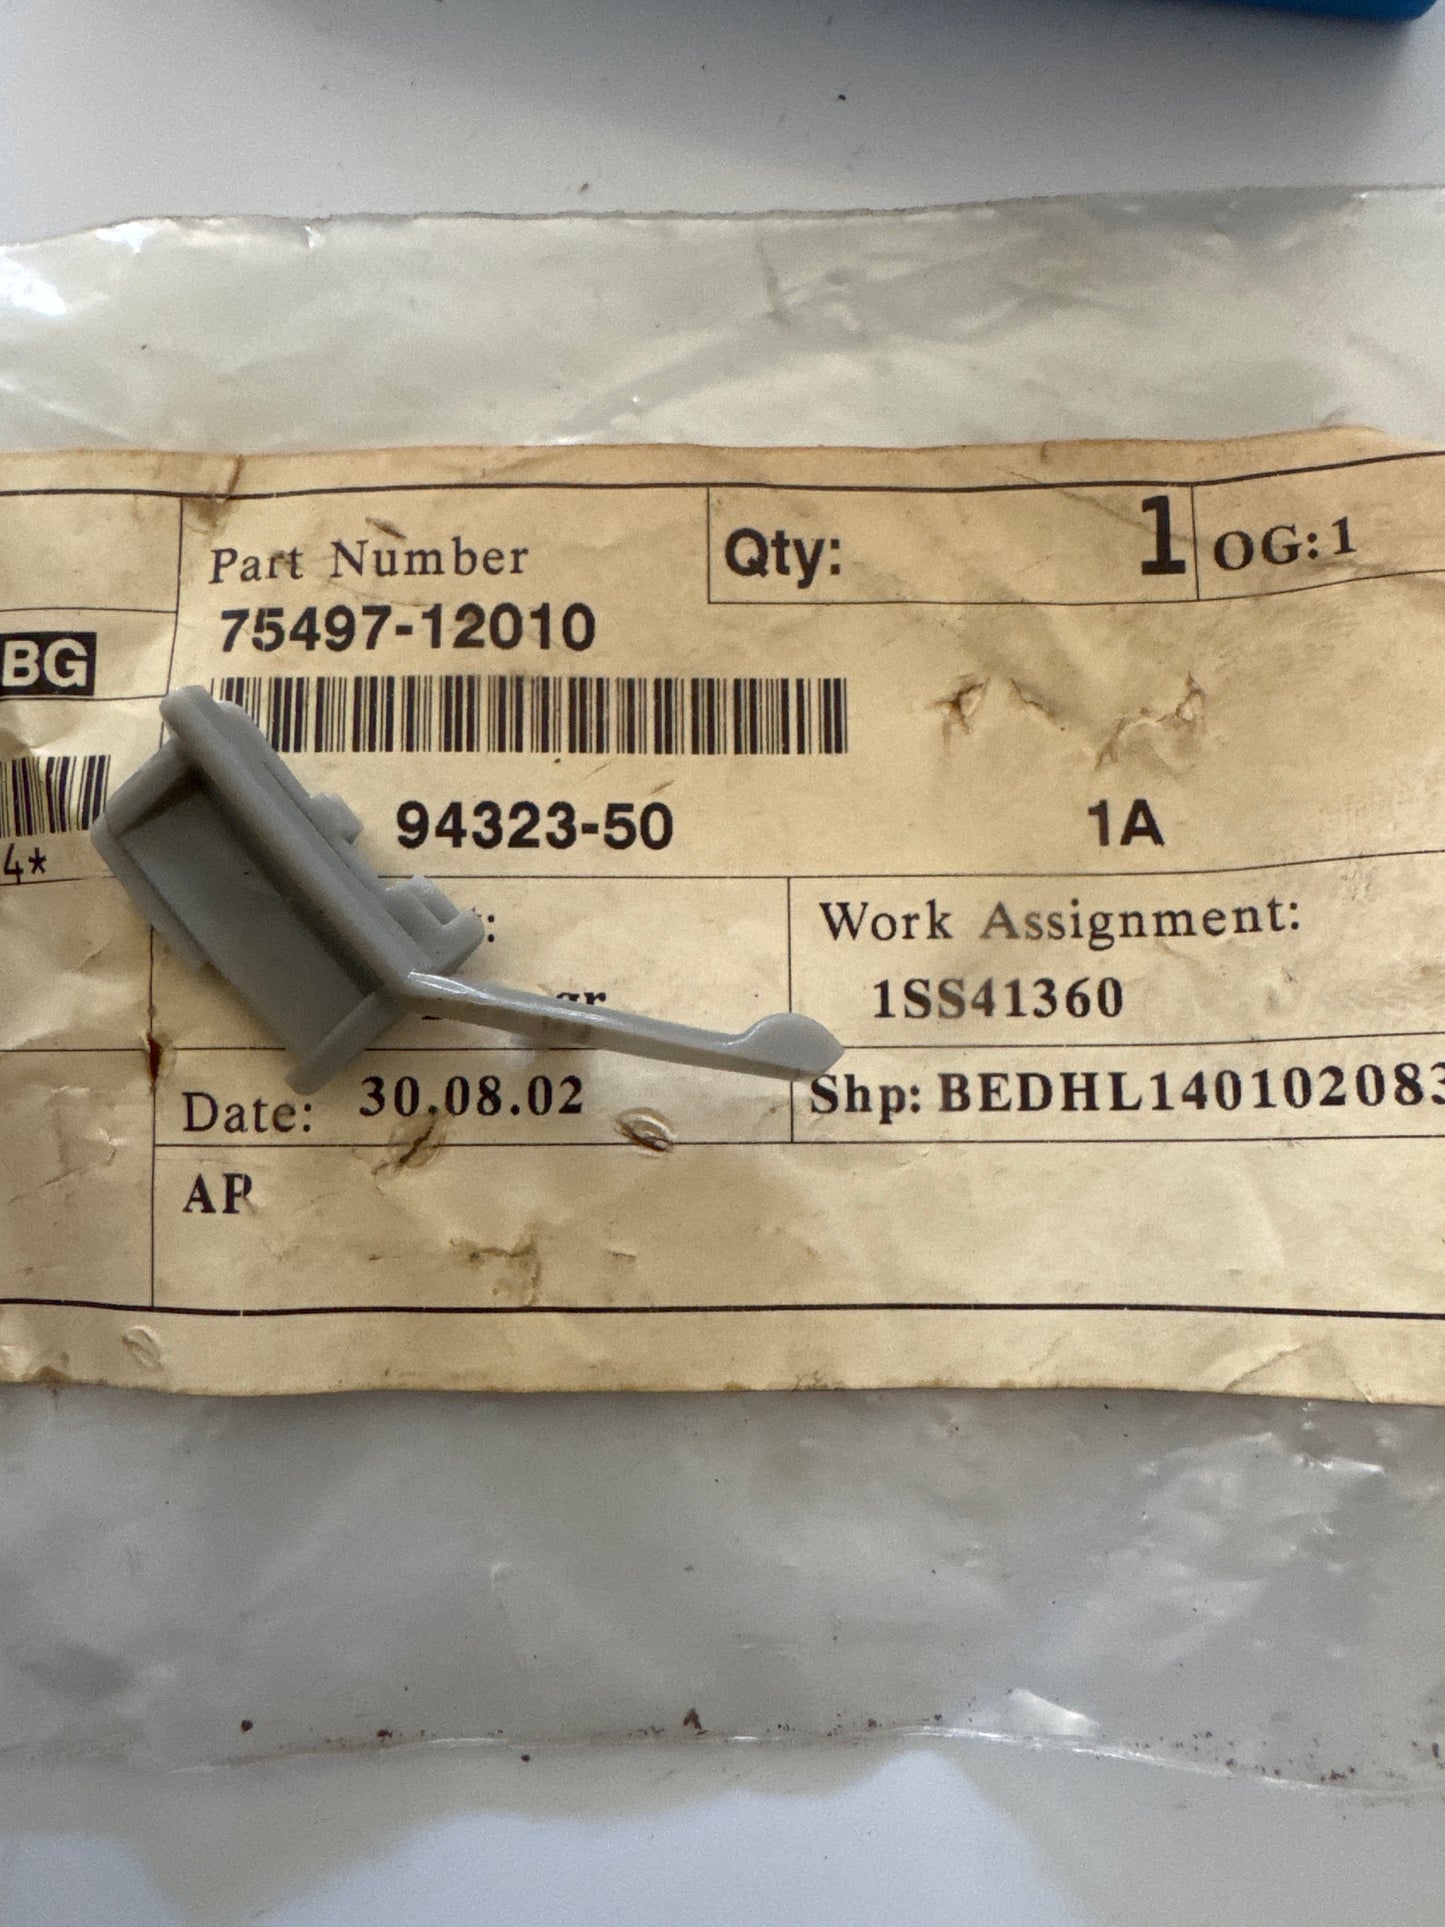 Part Number
Qty: 1
OG:1
75497-12010
BG
94323-50
1A
4*
Work Assignment:
1SS41360
Date: 30.08.02
Shp: BEDHL140102083
AP